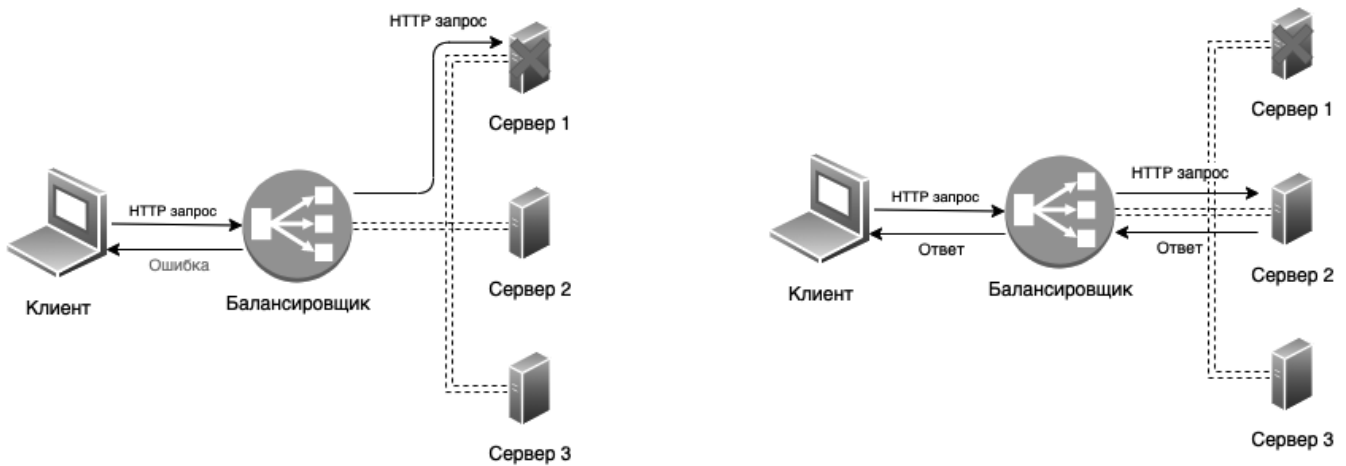 HTTP запрос
Сервер 1
HTTP запрос
Ошибка
Клиент
Балансировщик
Сервер 2
Сервер 3
Сервер 1
HTTP запрос
HTTP запрос
Ответ
Ответ
Клиент
Балансировщик
Сервер 2
Сервер 3